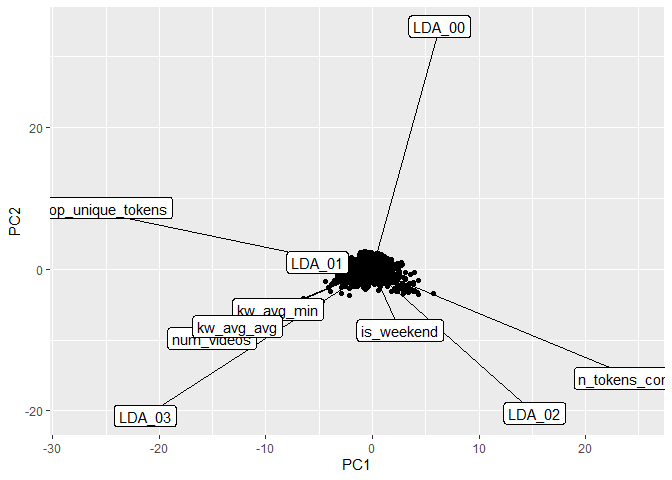 LDA_00
20
op_unique_tokens
LDA_01
0
kw_avg_min
kw_avg_avg
num_videos
is_weekend
n_tokens_con
LDA_03
LDA_02
-20
-30
-20
-10
0
10
20
PC1
PC2